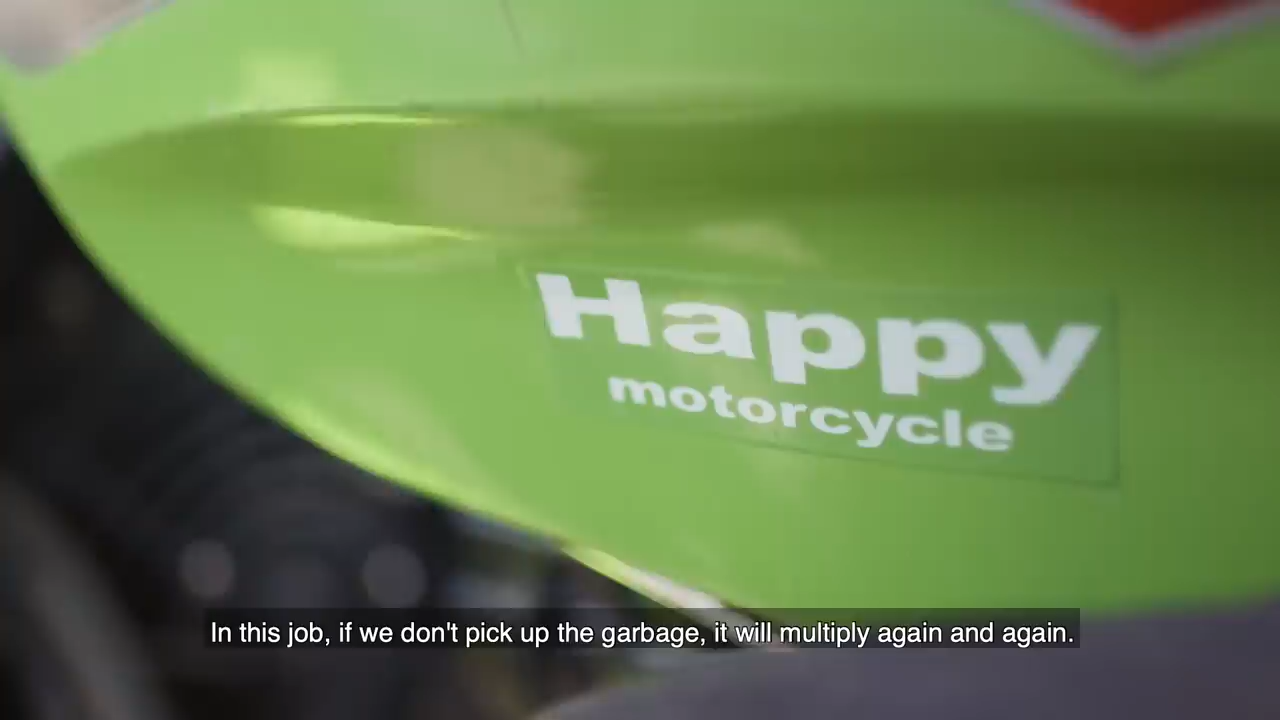 Happy
motorcycle
In this job, if we don't pick up the garbage, it will multiply again and again.